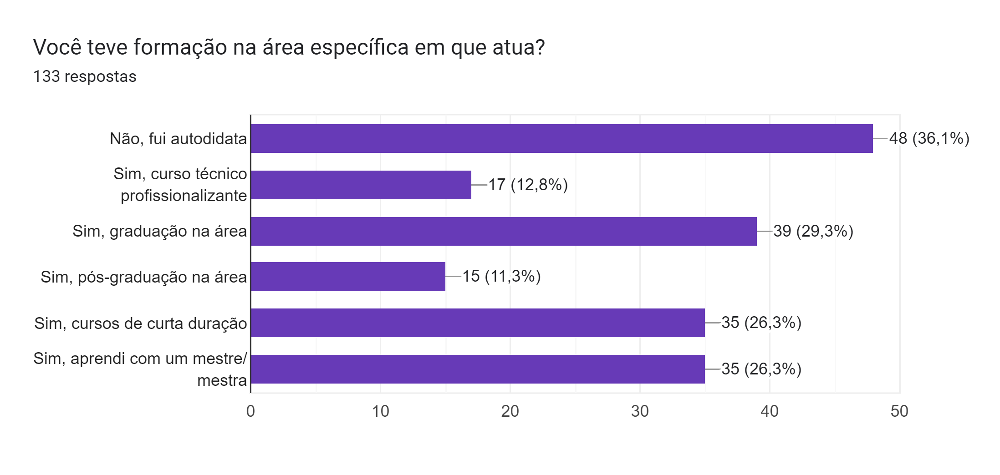 Você teve formação na área específica em que atua?
133 respostas
Não, fui autodidata
48 (36,1%)
Sim, curso técnico
profissionalizante
17 (12,8%)
Sim, graduação na área
39 (29,3%)
Sim, pós-graduação na área
15 (11,3%)
Sim, cursos de curta duração
35 (26,3%)
Sim, aprendi com um mestre/
mestra
35 (26,3%)
0 10 20 30 40 50